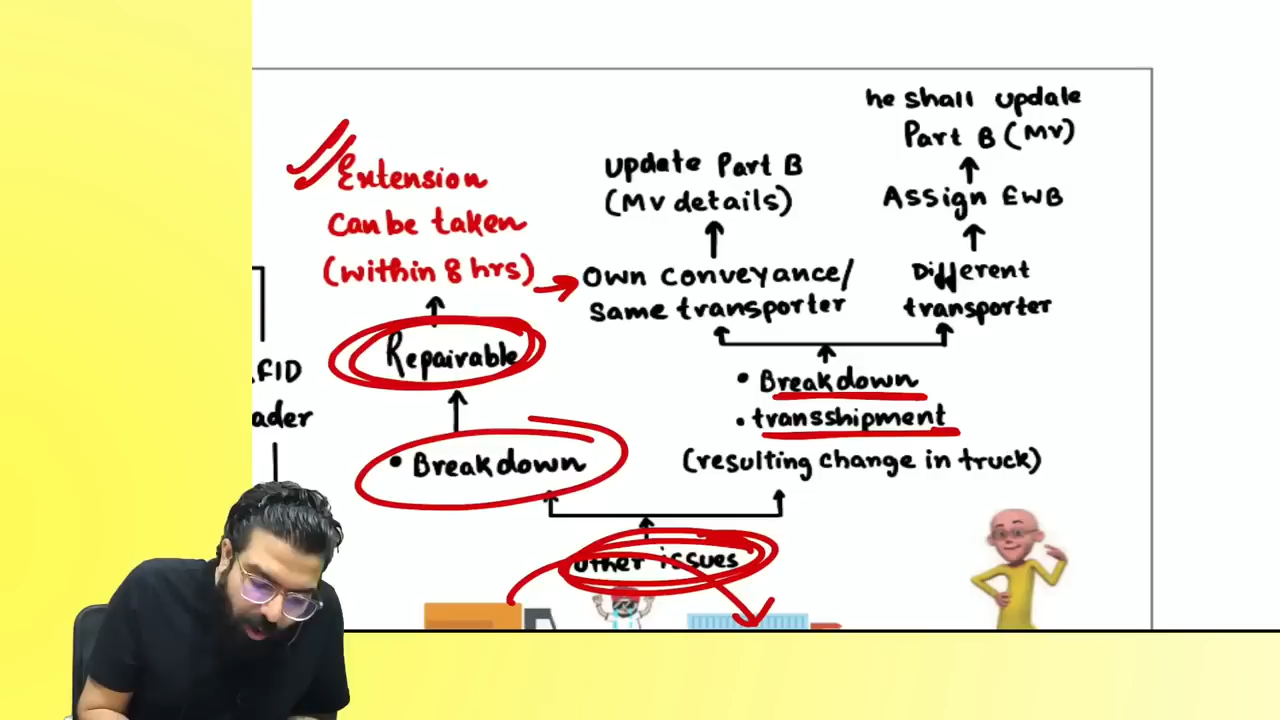 he shall update
Part B (MV)
Assign EWB
Different
transporter
update Part B
(MV details)
Own conveyance/
Same transporter
Extension
can be taken
(within 8 hrs)
Repairable
• Breakdown
• Breakdown
• transshipment
(resulting change in truck)
other issues
FID
ader